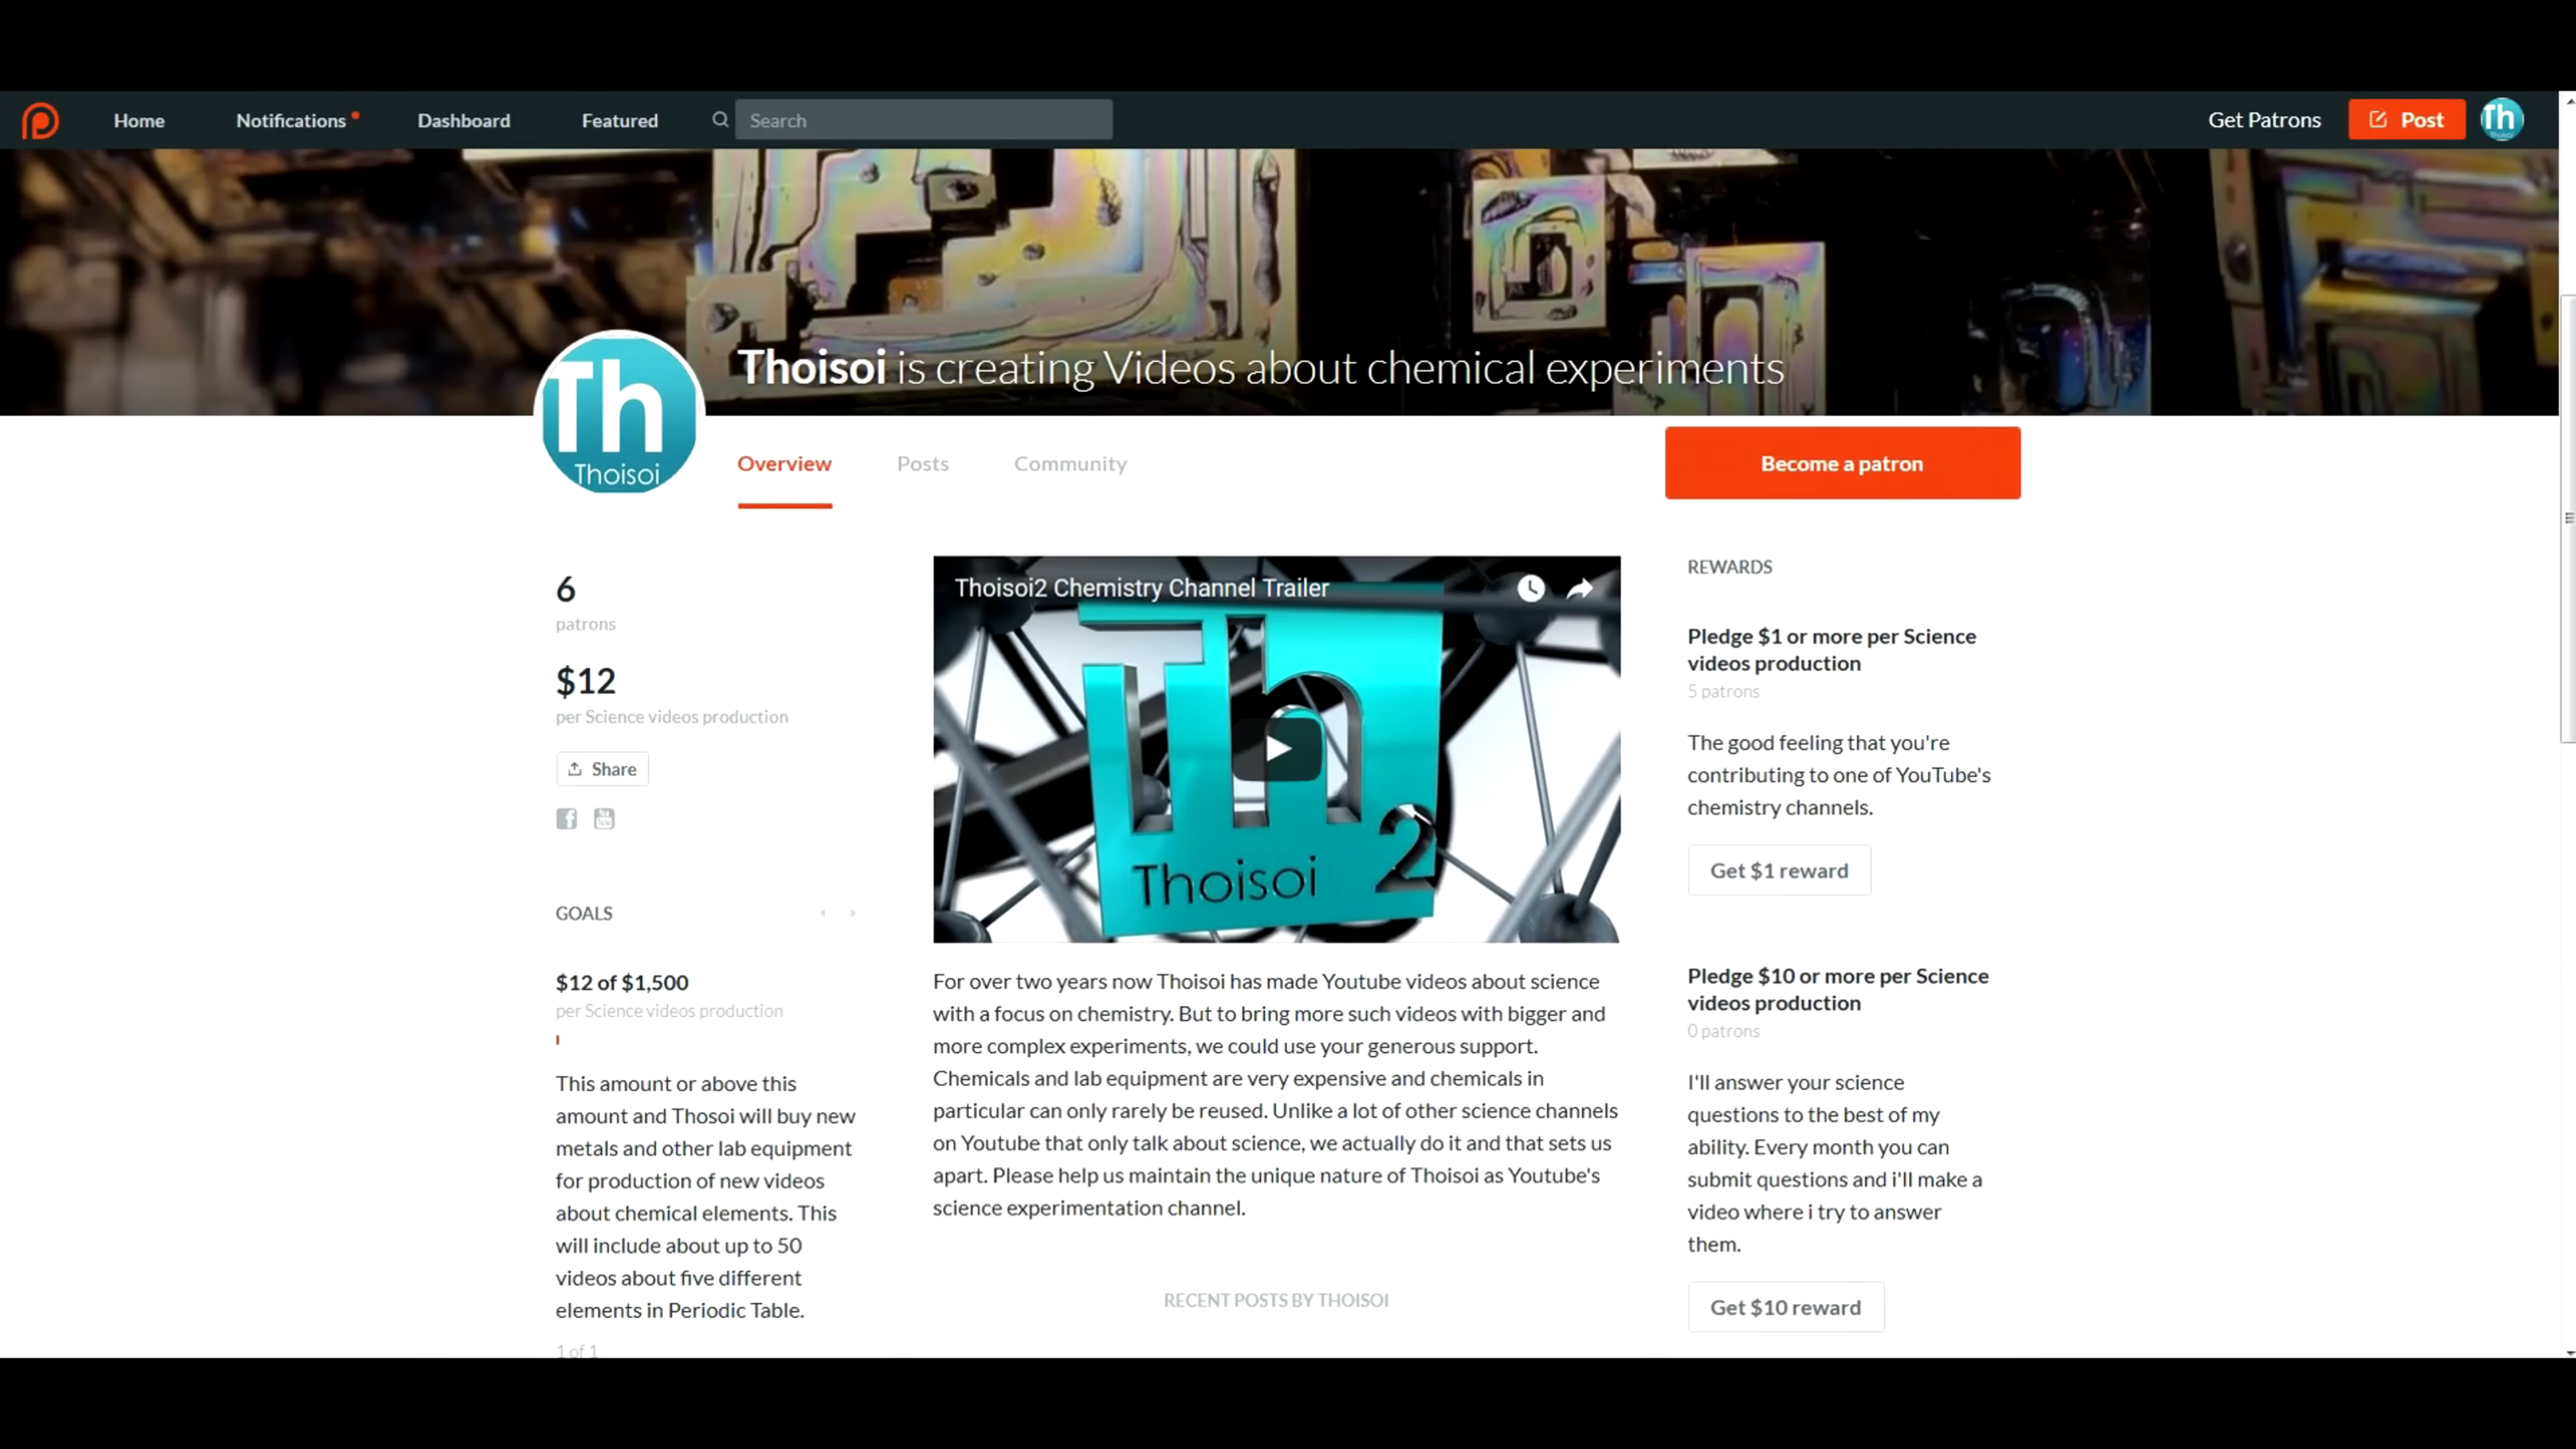 Home
Notifications
Dashboard
Featured
Search
Get Patrons
Post
Th
Thoisoi
Thoisoi is creating Videos about chemical experiments
Th
Thoisoi
Overview
Posts
Community
Become a patron
6
patrons
$12
per Science videos production
Share
GOALS
$12 of $1,500
per Science videos production
This amount or above this
amount and Thosoi will buy new
metals and other lab equipment
for production of new videos
about chemical elements. This
will include about up to 50
videos about five different
elements in Periodic Table.
1 of 1
Thoisoi2 Chemistry Channel Trailer
Th
Thoisoi 2
For over two years now Thoisoi has made Youtube videos about science
with a focus on chemistry. But to bring more such videos with bigger and
more complex experiments, we could use your generous support.
Chemicals and lab equipment are very expensive and chemicals in
particular can only rarely be reused. Unlike a lot of other science channels
on Youtube that only talk about science, we actually do it and that sets us
apart. Please help us maintain the unique nature of Thoisoi as Youtube's
science experimentation channel.
RECENT POSTS BY THOISOI
REWARDS
Pledge $1 or more per Science
videos production
5 patrons
The good feeling that you're
contributing to one of YouTube's
chemistry channels.
Get $1 reward
Pledge $10 or more per Science
videos production
0 patrons
I'll answer your science
questions to the best of my
ability. Every month you can
submit questions and i'll make a
video where i try to answer
them.
Get $10 reward